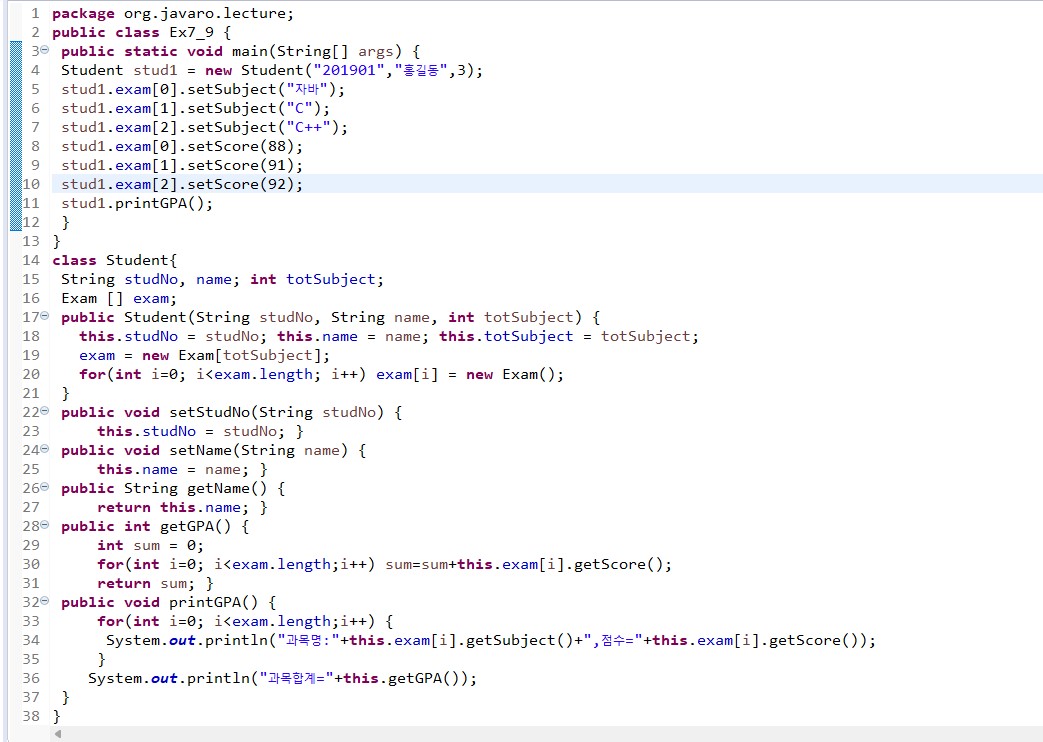 1 package org.javaro.lecture;
2 public class Ex7_9 {
3 public static void main(String[] args) {
4 Student stud1 = new Student("201901","홍길동",3);
5 stud1.exam[0].setSubject("자바");
6 stud1.exam[1].setSubject("C");
7 stud1.exam[2].setSubject("C++");
8 stud1.exam[0].setScore(88);
9 stud1.exam[1].setScore(91);
10 stud1.exam[2].setScore(92);
11 stud1.printGPA();
12 }
13 }
14 class Student{
15 String studNo, name; int totSubject;
16 Exam [] exam;
17 public Student(String studNo, String name, int totSubject) {
18 this.studNo = studNo; this.name = name; this.totSubject = totSubject;
19 exam = new Exam[totSubject];
20 for(int i=0; i<exam.length; i++) exam[i] = new Exam();
21 }
22 public void setStudNo(String studNo) {
23 this.studNo = studNo; }
24 public void setName(String name) {
25 this.name = name; }
26 public String getName() {
27 return this.name; }
28 public int getGPA() {
29 int sum = 0;
30 for(int i=0; i<exam.length;i++) sum=sum+this.exam[i].getScore();
31 return sum; }
32 public void printGPA() {
33 for(int i=0; i<exam.length;i++) {
34 System.out.println("과목명:"+this.exam[i].getSubject()+",점수="+this.exam[i].getScore());
35 }
36 System.out.println("과목합계="+this.getGPA());
37 }
38 }